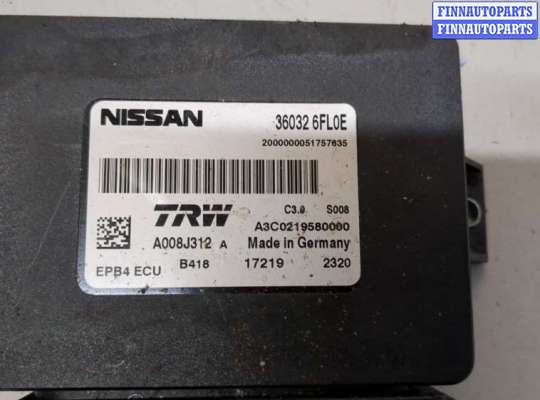 FINNAUTOPARTS
FINNAUTOPARTS
NISSAN 36032 6FL0E
2000000051757635
TRW C3.0 S008
A3C0219580000
A008J312 A Made in Germany
EPB4 ECU B418 17219 2320